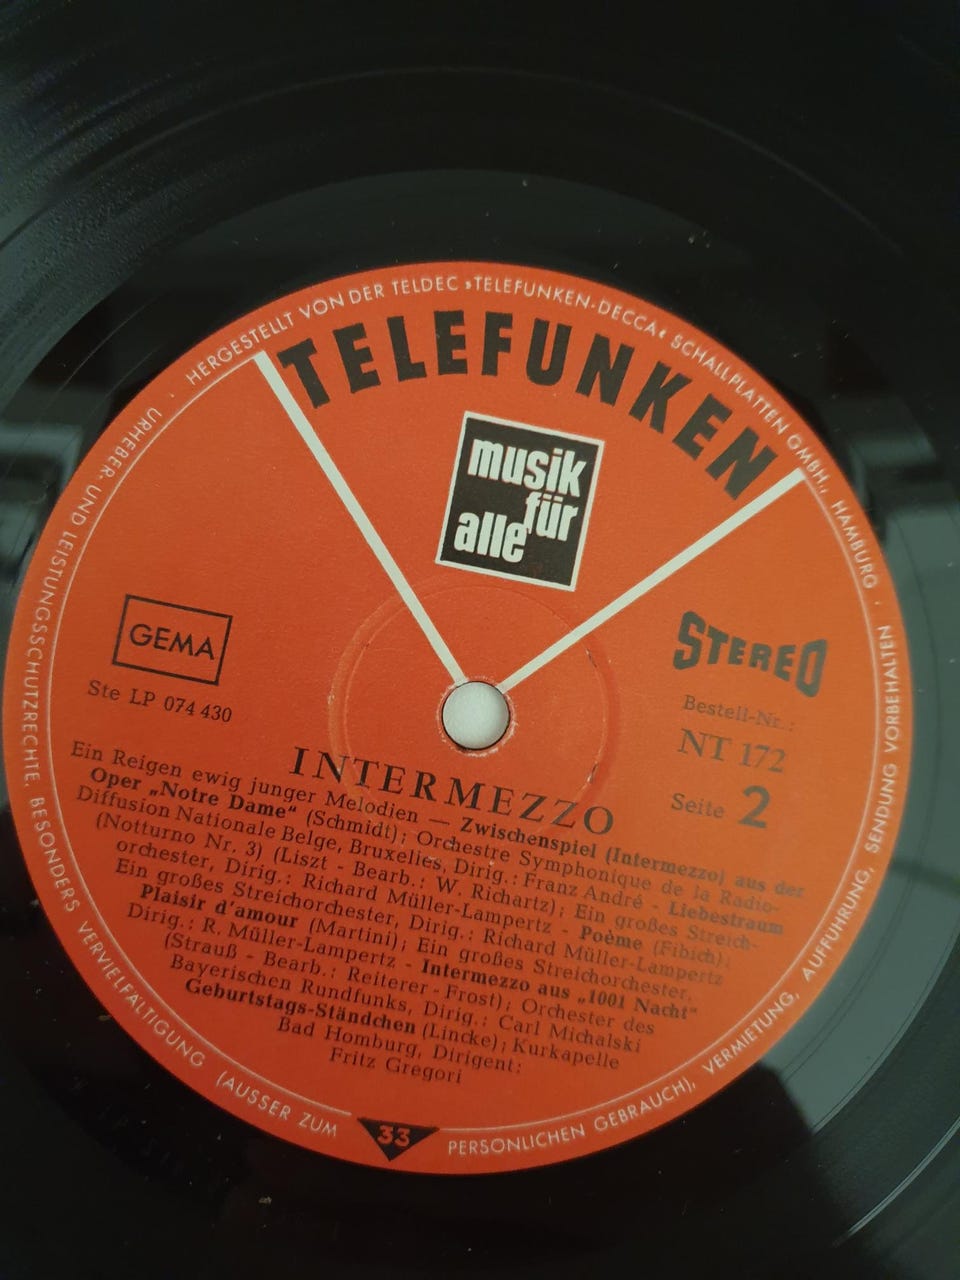 HERGESTELLT VON DER TELDEC »TELEFUNKEN-DECCA« SCHALLPLATTEN GMBH., HAMBURG ·
TELEFUNKEN
musik
für
alle
GEMA
STEREO
Ste LP 074 430
Bestell-Nr.:
NT 172
Seite 2
INTERMEZZO
Ein Reigen ewig junger Melodien — Zwischenspiel (Intermezzo) aus der
Oper „Notre Dame“ (Schmidt); Orchestre Symphonique de la Radio-
Diffusion Nationale Belge, Bruxelles, Dirig.: Franz André - Liebestraum
(Notturno Nr. 3) (Liszt - Bearb.: W. Richartz); Ein großes Streich-
orchester, Dirig.: Richard Müller-Lampertz - Poème (Fibich);
Ein großes Streichorchester, Dirig.: Richard Müller-Lampertz
Plaisir d'amour (Martini); Ein großes Streichorchester,
Dirig.: R. Müller-Lampertz - Intermezzo aus „1001 Nacht“
(Strauß - Bearb.: Reiterer - Frost); Orchester des
Bayerischen Rundfunks, Dirig.: Carl Michalski
Geburtstags-Ständchen (Lincke); Kurkapelle
Bad Homburg, Dirigent:
Fritz Gregori
33
URHEBER- UND LEISTUNGSSCHUTZRECHTE, BESONDERS VERVIELFÄLTIGUNG (AUSSER ZUM PERSÖNLICHEN GEBRAUCH), VERMIETUNG, AUFFÜHRUNG, SENDUNG VORBEHALTEN